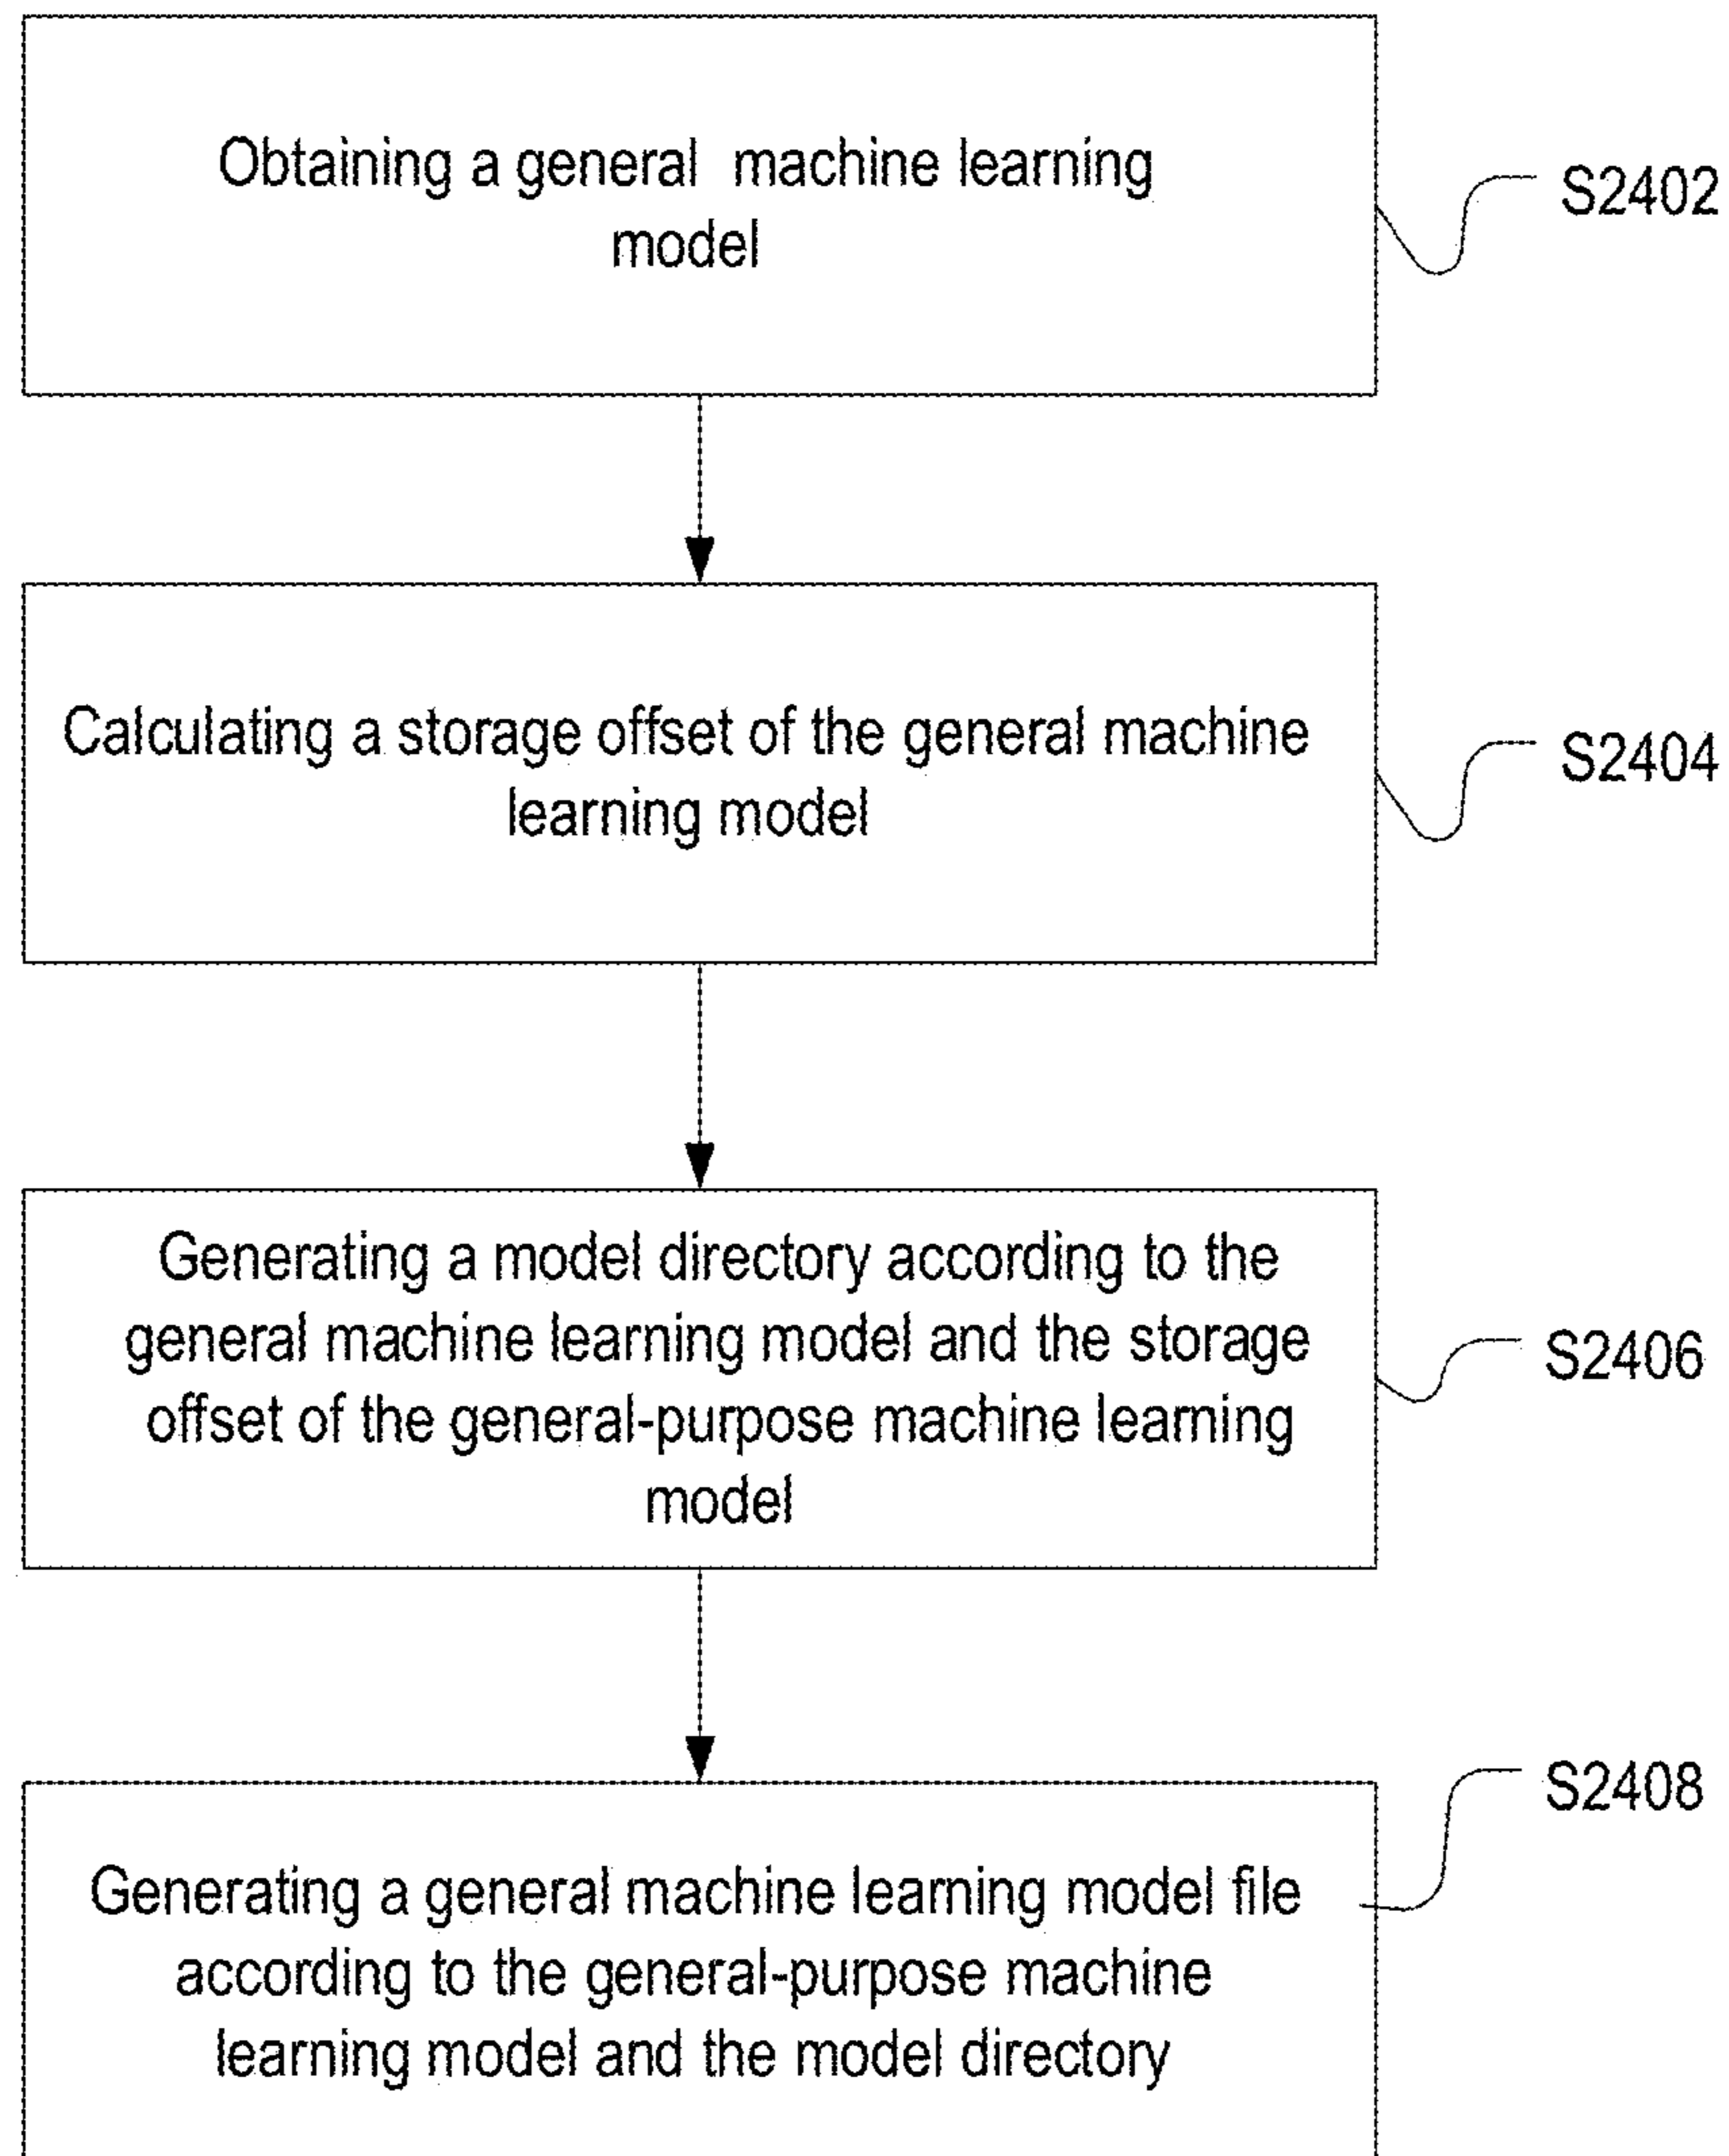 Obtaining a general machine learning
model
S2402
Calculating a storage offset of the general machine
learning model
S2404
Generating a model directory according to the
general machine learning model and the storage
offset of the general-purpose machine learning
model
S2406
Generating a general machine learning model file
according to the general-purpose machine
learning model and the model directory
S2408